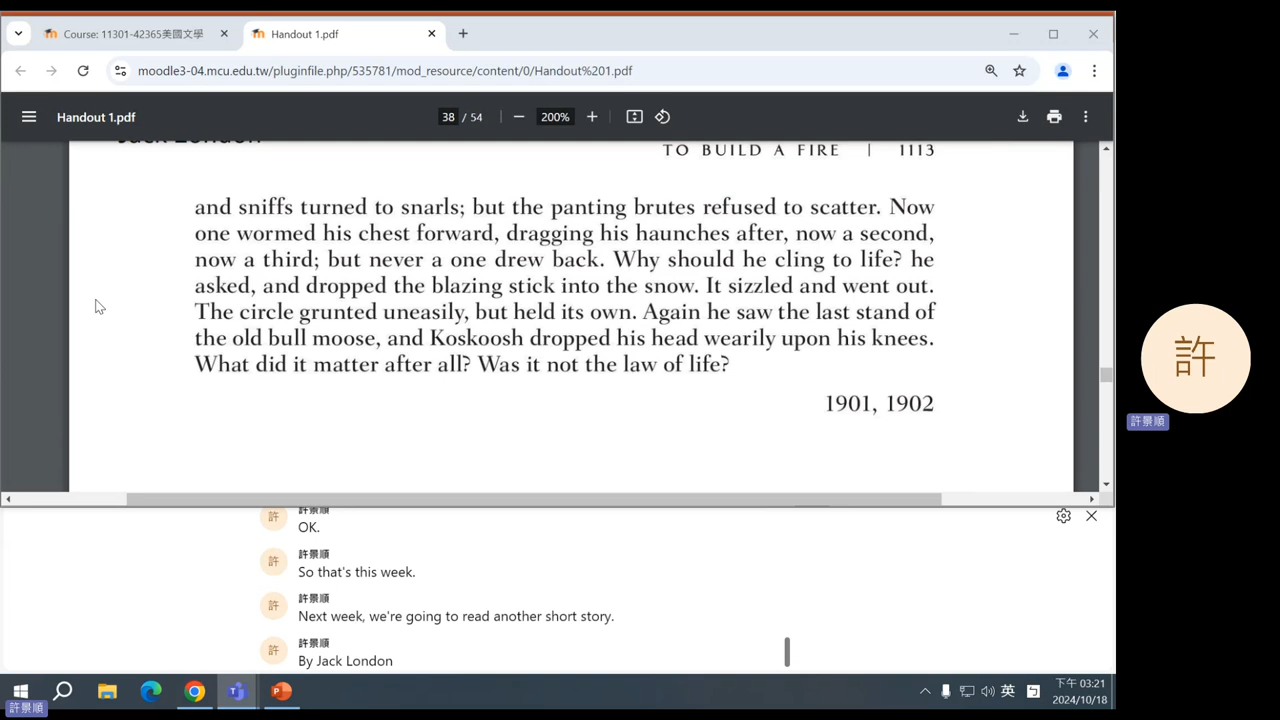 Course: 11301-42365美國文學
Handout 1.pdf
moodle3-04.mcu.edu.tw/pluginfile.php/535781/mod_resource/content/0/Handout%201.pdf
Handout 1.pdf
38 / 54
200%
Jack London
TO BUILD A FIRE | 1113
and sniffs turned to snarls; but the panting brutes refused to scatter. Now
one wormed his chest forward, dragging his haunches after, now a second,
now a third; but never a one drew back. Why should he cling to life? he
asked, and dropped the blazing stick into the snow. It sizzled and went out.
The circle grunted uneasily, but held its own. Again he saw the last stand of
the old bull moose, and Koskoosh dropped his head wearily upon his knees.
What did it matter after all? Was it not the law of life?
1901, 1902
許
許景順
許
許景順
OK.
許
許景順
So that's this week.
許
許景順
Next week, we're going to read another short story.
許
許景順
By Jack London
英
下午 03:21
2024/10/18
許景順